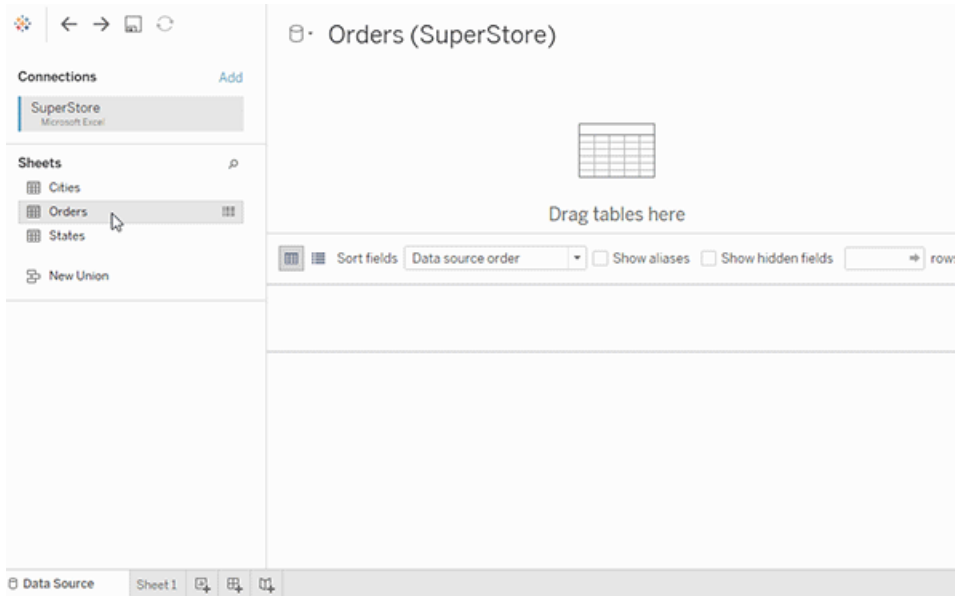 Orders (SuperStore)
Connections
Add
SuperStore
Microsoft Excel
Sheets
Cities
Orders
States
New Union
Drag tables here
Sort fields
Data source order
Show aliases
Show hidden fields
rows
Data Source
Sheet 1